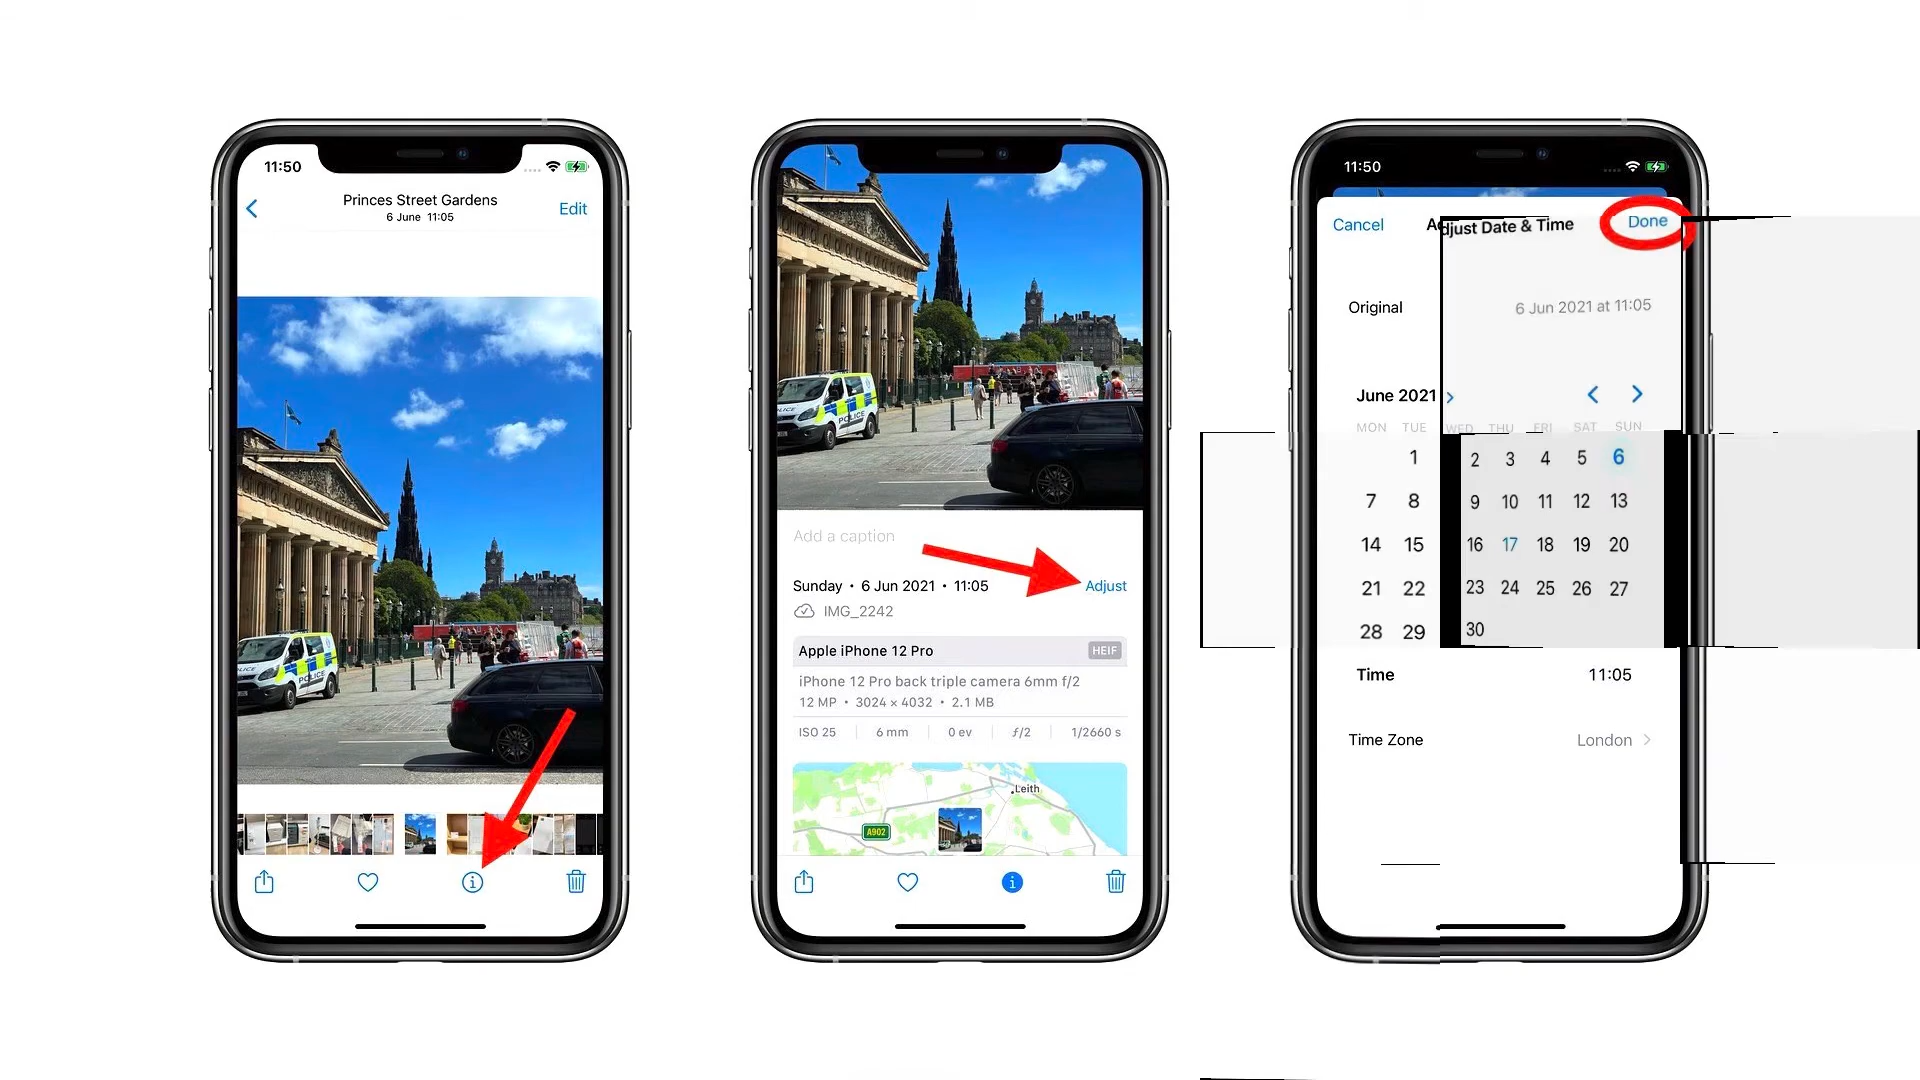 11:50
Princes Street Gardens
6 June 11:05
Edit
POLICE
POLICE
POLICE
Add a caption
Sunday • 6 Jun 2021 • 11:05
Adjust
IMG_2242
Apple iPhone 12 Pro
HEIF
iPhone 12 Pro back triple camera 6mm f/2
12 MP • 3024 × 4032 • 2.1 MB
ISO 25
6 mm
0 ev
ƒ/2
1/2660 s
Leith
A902
11:50
Cancel
Adjust Date & Time
Done
Original
6 Jun 2021 at 11:05
June 2021
MON TUE WED THU FRI SAT SUN
1 2 3 4 5 6
7 8 9 10 11 12 13
14 15 16 17 18 19 20
21 22 23 24 25 26 27
28 29 30
Time
11:05
Time Zone
London